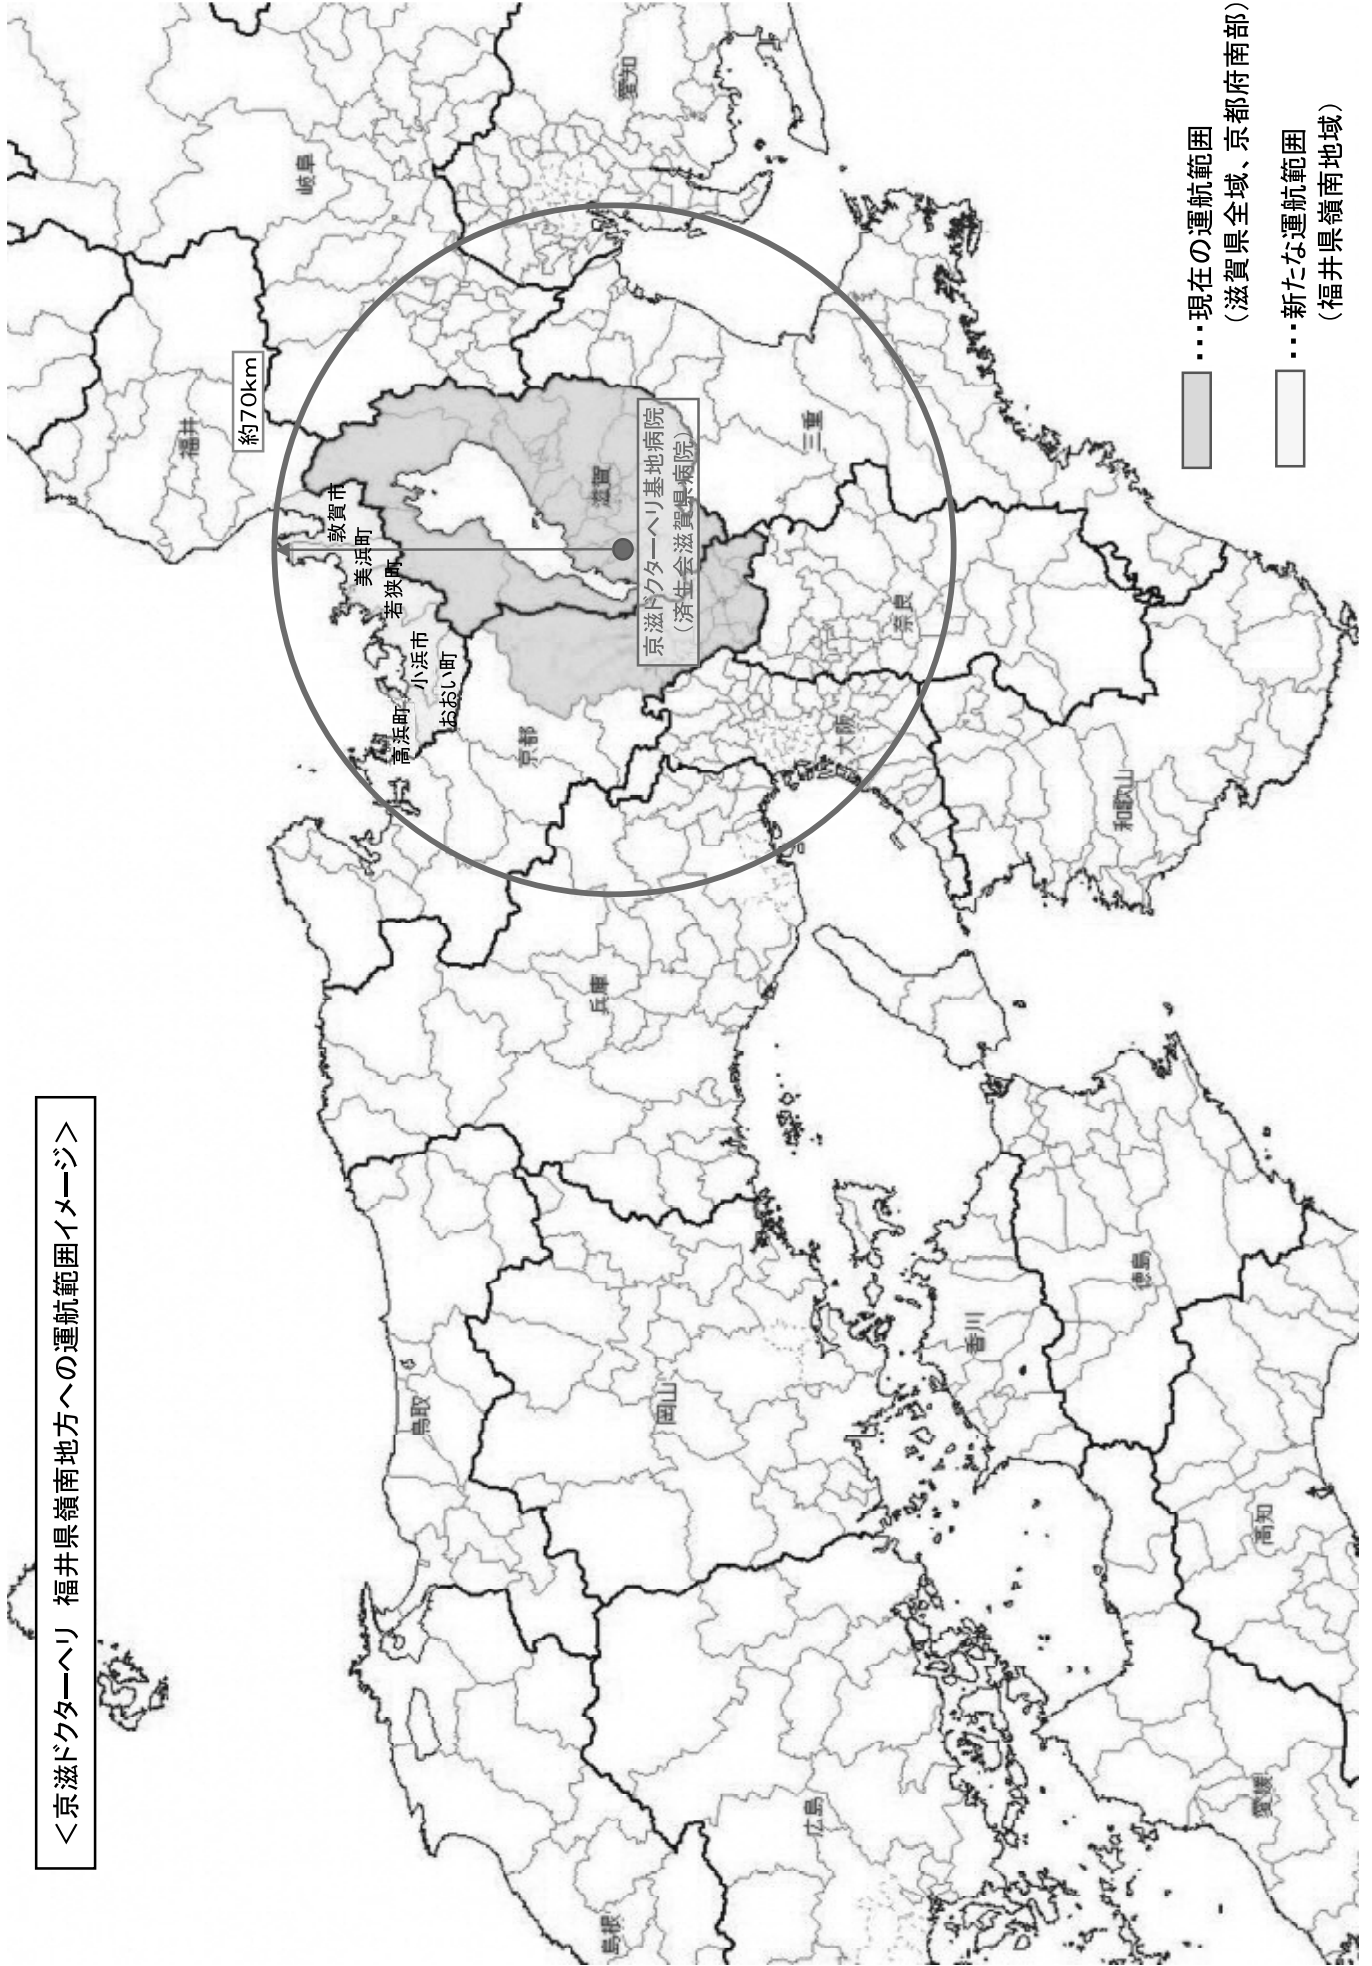 ＜京滋ドクターヘリ　福井県嶺南地方への運航範囲イメージ＞
約70km
福井
岐阜
愛知
敦賀市
美浜町
若狭町
小浜市
おおい町
高浜町
滋賀
京滋ドクターヘリ基地病院
（済生会滋賀県病院）
三重
京都
奈良
大阪
和歌山
兵庫
鳥取
岡山
香川
徳島
高知
島根
広島
愛媛
･･･現在の運航範囲
（滋賀県全域、京都府南部）
･･･新たな運航範囲
（福井県嶺南地域）